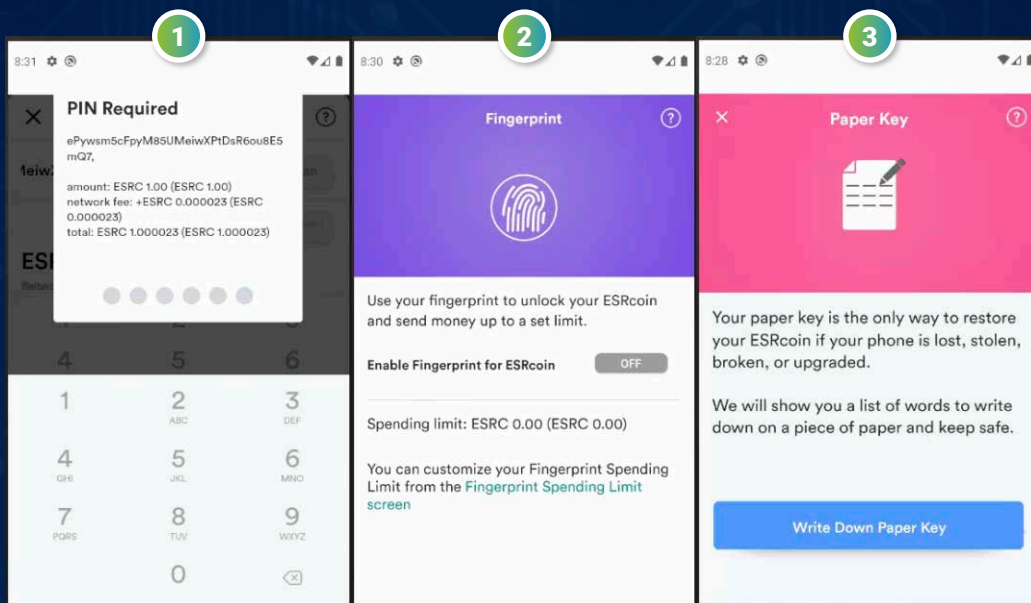 1
8:31
PIN Required
ePywsm5cFpyM85UMeiwXPtDsR6ou8E5
mQ7,
amount: ESRC 1.00 (ESRC 1.00)
network fee: +ESRC 0.000023 (ESRC
0.000023)
total: ESRC 1.000023 (ESRC 1.000023)
4 5 6
1 2 3
ABC DEF
4 5 6
GHI JKL MNO
7 8 9
PQRS TUV WXYZ
0
2
8:30
Fingerprint
?
Use your fingerprint to unlock your ESRcoin
and send money up to a set limit.
Enable Fingerprint for ESRcoin OFF
Spending limit: ESRC 0.00 (ESRC 0.00)
You can customize your Fingerprint Spending
Limit from the Fingerprint Spending Limit
screen
3
8:28
Paper Key
?
Your paper key is the only way to restore
your ESRcoin if your phone is lost, stolen,
broken, or upgraded.
We will show you a list of words to write
down on a piece of paper and keep safe.
Write Down Paper Key